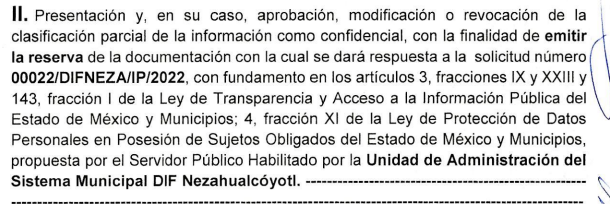 II. Presentación y, en su caso, aprobación, modificación o revocación de la
clasificación parcial de la información como confidencial, con la finalidad de emitir
la reserva de la documentación con la cual se dará respuesta a la solicitud número
00022/DIFNEZA/IP/2022, con fundamento en los artículos 3, fracciones IX y XXIII y
143, fracción I de la Ley de Transparencia y Acceso a la Información Pública del
Estado de México y Municipios; 4, fracción XI de la Ley de Protección de Datos
Personales en Posesión de Sujetos Obligados del Estado de México y Municipios,
propuesta por el Servidor Público Habilitado por la Unidad de Administración del
Sistema Municipal DIF Nezahualcóyotl. ------------------------------------------------
----------------------------------------------------------------------------------------------------